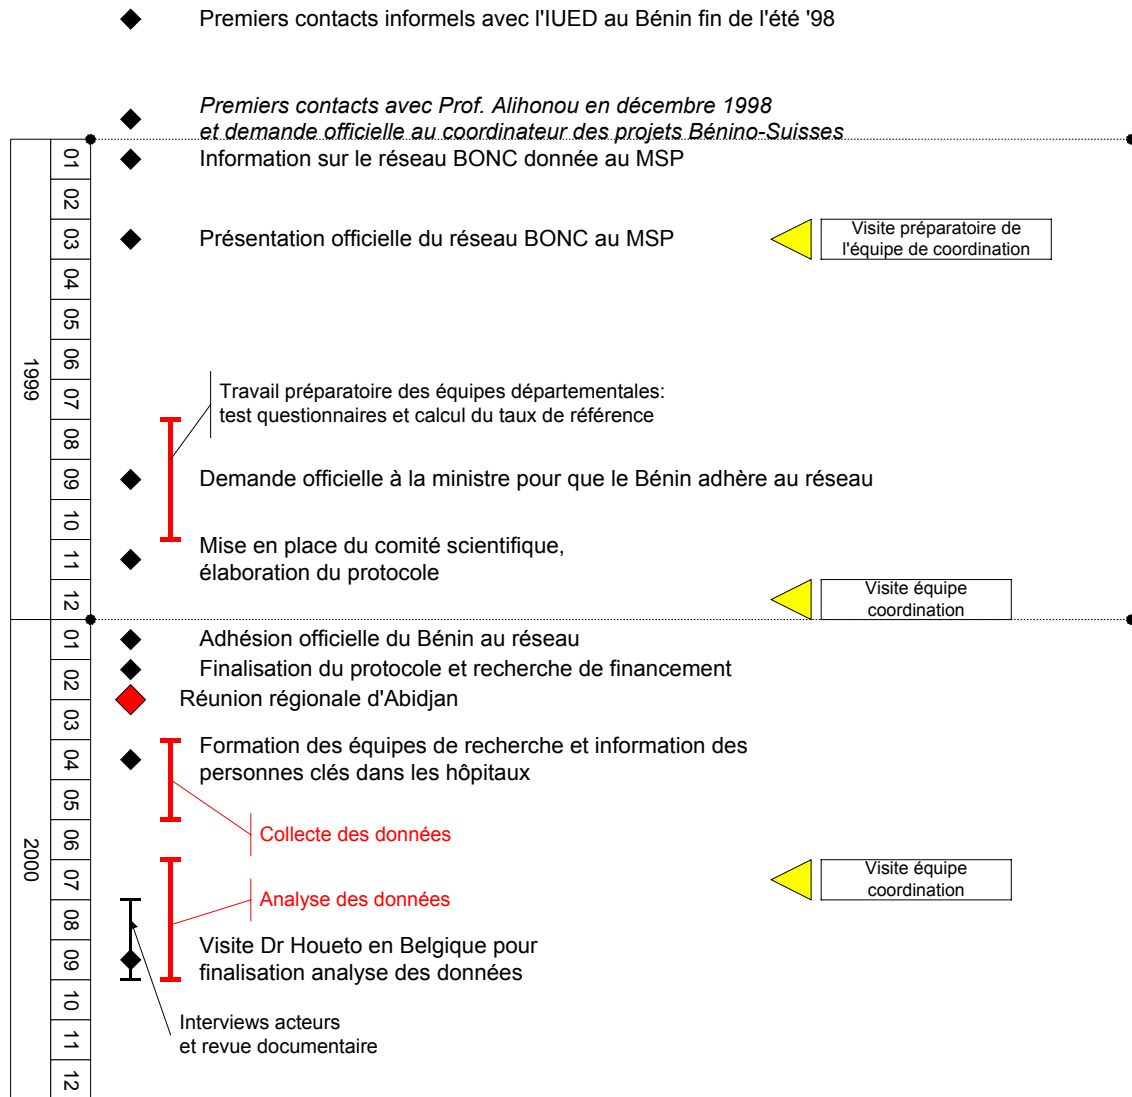 Premiers contacts informels avec l'IUED au Bénin fin de l'été '98
Premiers contacts avec Prof. Alihonou en décembre 1998
et demande officielle au coordinateur des projets Bénino-Suisses
1999
01
Information sur le réseau BONC donnée au MSP
02
03
Présentation officielle du réseau BONC au MSP
Visite préparatoire de
l'équipe de coordination
04
05
06
07
Travail préparatoire des équipes départementales:
test questionnaires et calcul du taux de référence
08
09
Demande officielle à la ministre pour que le Bénin adhère au réseau
10
11
Mise en place du comité scientifique,
élaboration du protocole
12
Visite équipe
coordination
2000
01
Adhésion officielle du Bénin au réseau
02
Finalisation du protocole et recherche de financement
Réunion régionale d'Abidjan
03
04
Formation des équipes de recherche et information des
personnes clés dans les hôpitaux
05
06
Collecte des données
07
Visite équipe
coordination
Analyse des données
08
09
Visite Dr Houeto en Belgique pour
finalisation analyse des données
10
11
Interviews acteurs
et revue documentaire
12